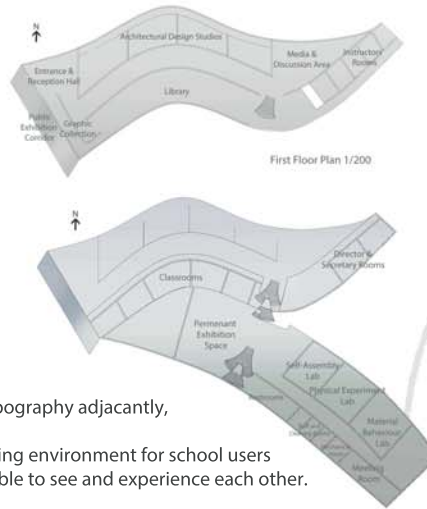 N
Architectural Design Studios
Media &
Discussion Area
Instructors'
Rooms
Entrance &
Reception Hall
Library
Public
Exhibition
Corridor
Graphic
Collection
First Floor Plan 1/200
N
Director &
Secretary Rooms
Classrooms
Permenant
Exhibition
Space
Self-Assembly
Lab
Physical Experiment
Lab
Material
Behaviour
Lab
Meeting
Room
pography adjacantly,
ing environment for school users
ble to see and experience each other.